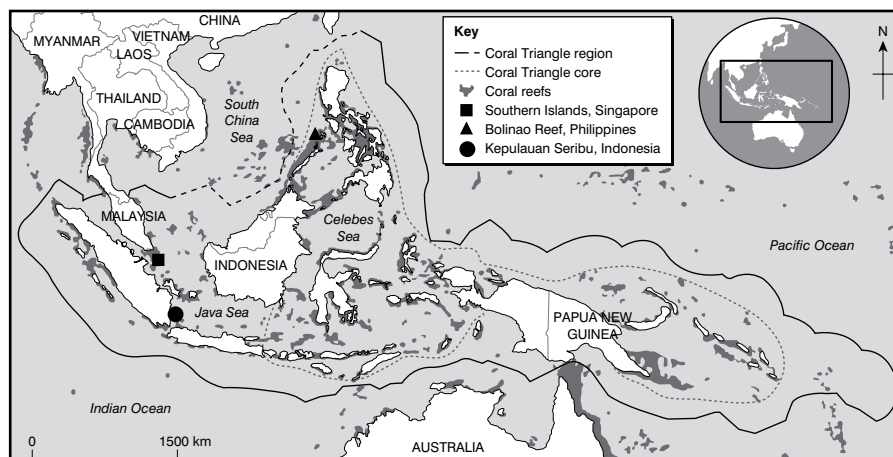 CHINA
MYANMAR
VIETNAM
LAOS
THAILAND
CAMBODIA
South
China
Sea
MALAYSIA
Celebes
Sea
INDONESIA
Java Sea
PAPUA NEW
GUINEA
Pacific Ocean
Indian Ocean
AUSTRALIA
0
1500 km
Key
Coral Triangle region
Coral Triangle core
Coral reefs
Southern Islands, Singapore
Bolinao Reef, Philippines
Kepulauan Seribu, Indonesia
N